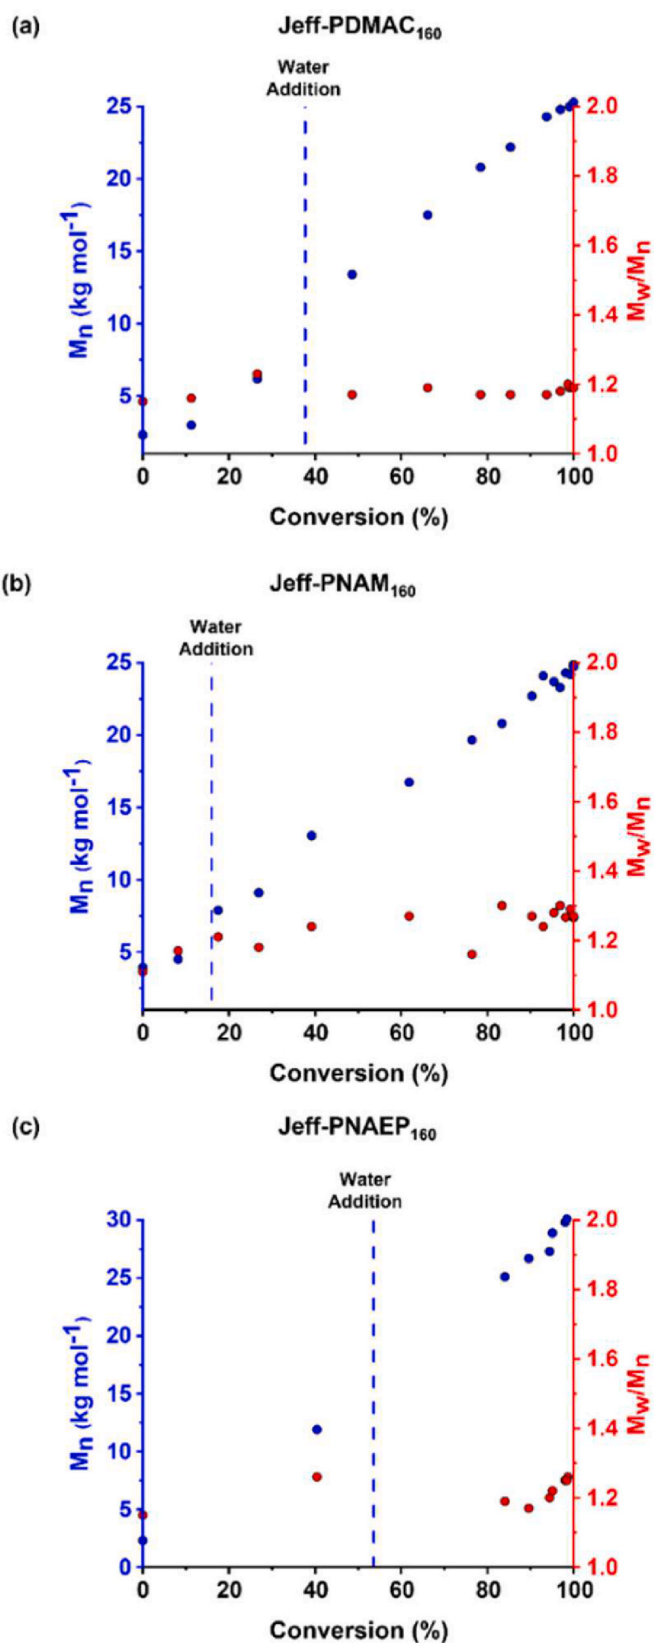 (a)
Jeff-PDMAC₁₆₀
Water
Addition
25
20
15
10
5
Mn (kg mol⁻¹)
2.0
1.8
1.6
1.4
1.2
1.0
Mw/Mn
0 20 40 60 80 100
Conversion (%)
(b)
Jeff-PNAM₁₆₀
Water
Addition
25
20
15
10
5
Mn (kg mol⁻¹)
2.0
1.8
1.6
1.4
1.2
1.0
Mw/Mn
0 20 40 60 80 100
Conversion (%)
(c)
Jeff-PNAEP₁₆₀
Water
Addition
30
25
20
15
10
5
0
Mn (kg mol⁻¹)
2.0
1.8
1.6
1.4
1.2
1.0
Mw/Mn
0 20 40 60 80 100
Conversion (%)